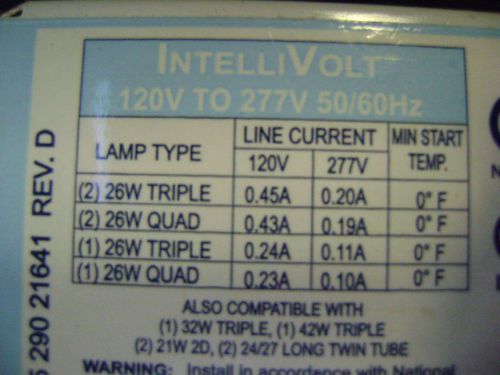 INTELLIVOLT
120V TO 277V 50/60Hz
LAMP TYPE LINE CURRENT MIN START TEMP.
120V 277V
(2) 26W TRIPLE 0.45A 0.20A 0° F
(2) 26W QUAD 0.43A 0.19A 0° F
(1) 26W TRIPLE 0.24A 0.11A 0° F
(1) 26W QUAD 0.23A 0.10A 0° F
ALSO COMPATIBLE WITH
(1) 32W TRIPLE, (1) 42W TRIPLE
(2) 21W 2D, (2) 24/27 LONG TWIN TUBE
WARNING: Install in accordance with National
290 21641 REV. D